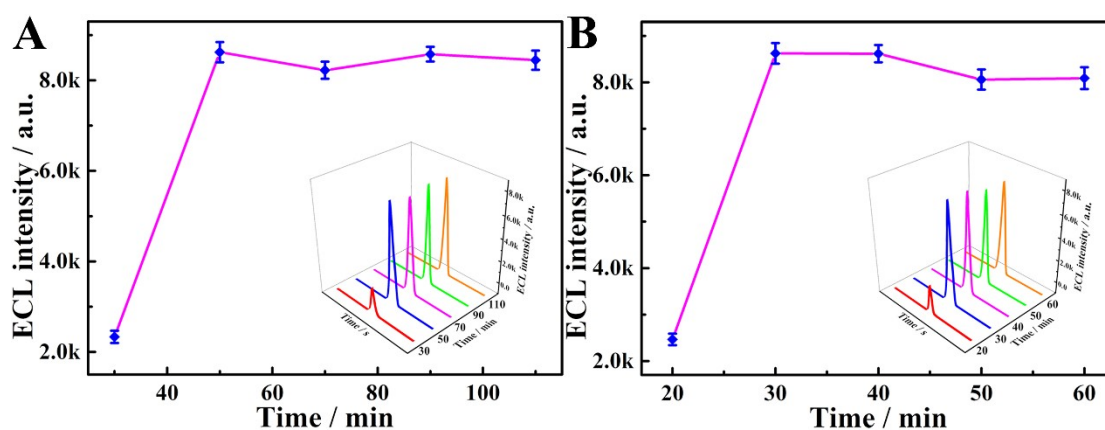 A
ECL intensity / a.u.
8.0k
6.0k
4.0k
2.0k
40 60 80 100
Time / min
8.0k
6.0k
4.0k
2.0k
0.0
ECL intensity / a.u.
Time / s
30 50 70 90 110
Time / min
B
ECL intensity / a.u.
8.0k
6.0k
4.0k
2.0k
20 30 40 50 60
Time / min
8.0k
6.0k
4.0k
2.0k
0.0
ECL intensity / a.u.
Time / s
20 30 40 50 60
Time / min